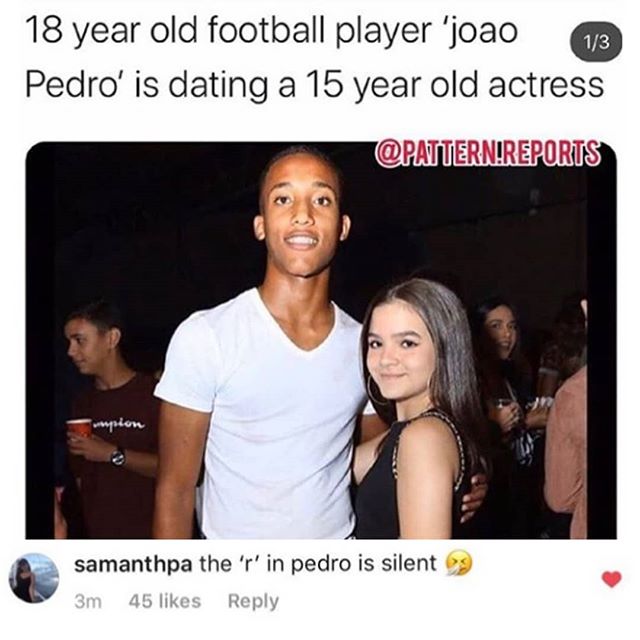 18 year old football player 'joao
1/3
Pedro' is dating a 15 year old actress
@PATTERN.REPORTS
mpion
samanthpa the 'r' in pedro is silent 🤧
3m 45 likes Reply